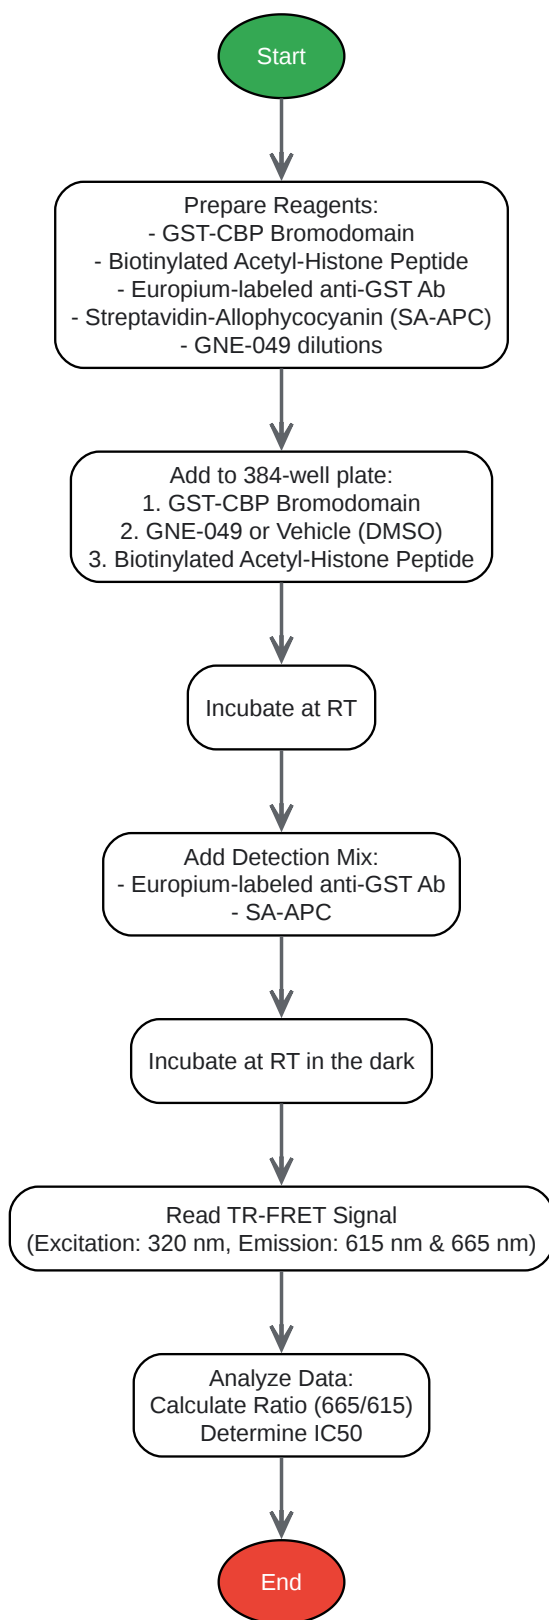 Start
Prepare Reagents:
- GST-CBP Bromodomain
- Biotinylated Acetyl-Histone Peptide
- Europium-labeled anti-GST Ab
- Streptavidin-Allophycocyanin (SA-APC)
- GNE-049 dilutions
Add to 384-well plate:
1. GST-CBP Bromodomain
2. GNE-049 or Vehicle (DMSO)
3. Biotinylated Acetyl-Histone Peptide
Incubate at RT
Add Detection Mix:
- Europium-labeled anti-GST Ab
- SA-APC
Incubate at RT in the dark
Read TR-FRET Signal
(Excitation: 320 nm, Emission: 615 nm & 665 nm)
Analyze Data:
Calculate Ratio (665/615)
Determine IC50
End